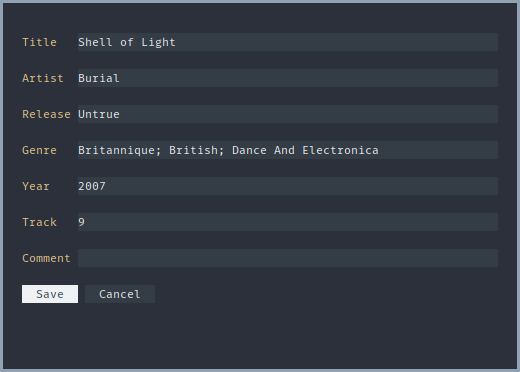 Title Shell of Light
Artist Burial
Release Untrue
Genre Britannique; British; Dance And Electronica
Year 2007
Track 9
Comment
Save Cancel